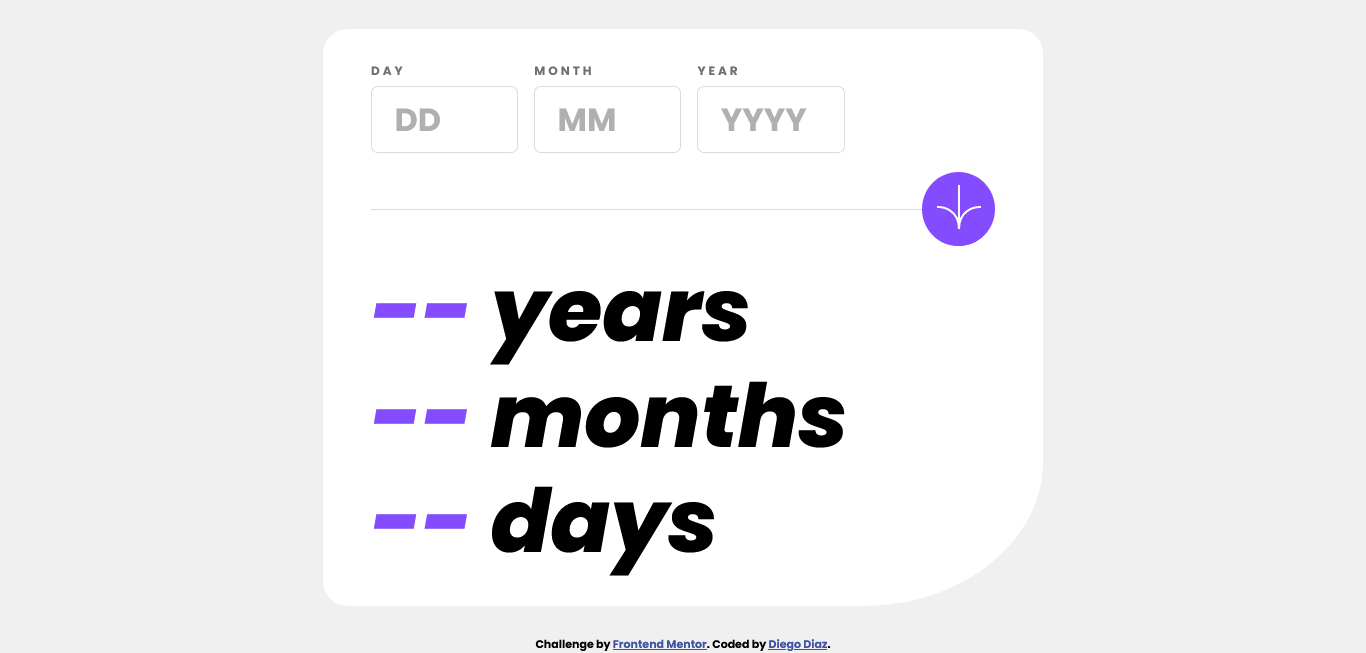 DAY MONTH YEAR
DD MM YYYY
-- years
-- months
-- days
Challenge by Frontend Mentor. Coded by Diego Diaz.